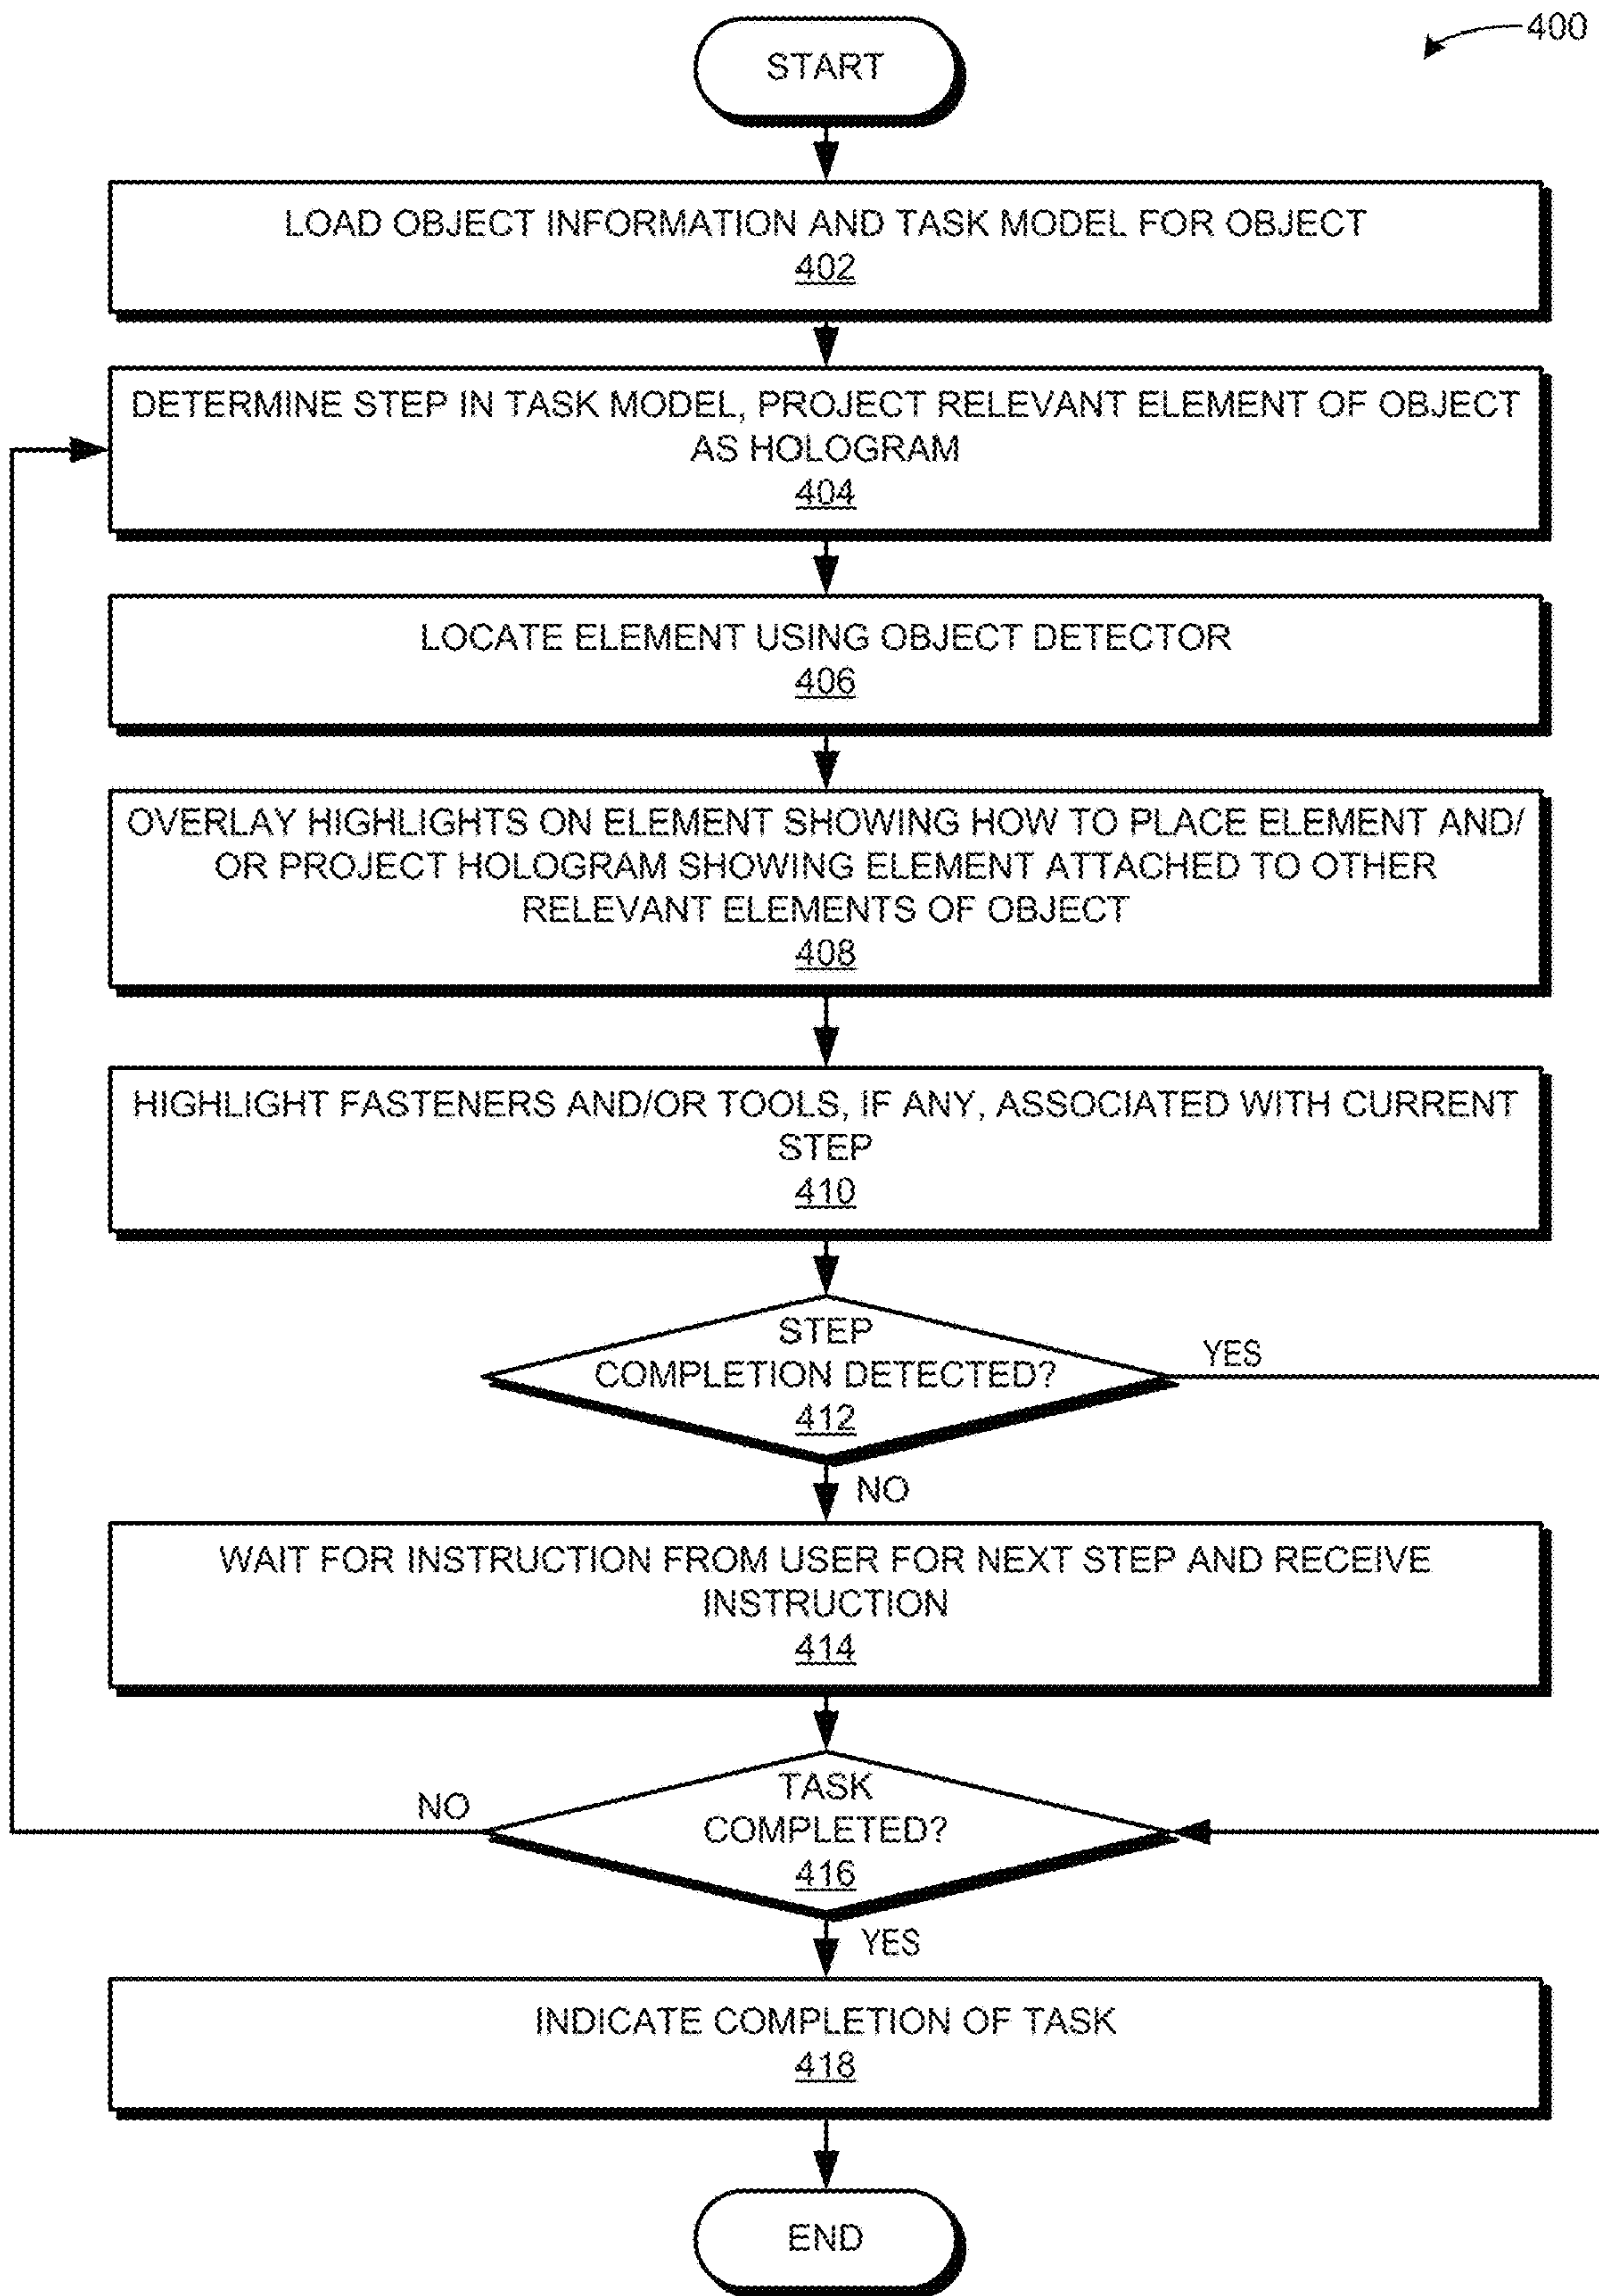 400
START
LOAD OBJECT INFORMATION AND TASK MODEL FOR OBJECT
402
DETERMINE STEP IN TASK MODEL, PROJECT RELEVANT ELEMENT OF OBJECT
AS HOLOGRAM
404
LOCATE ELEMENT USING OBJECT DETECTOR
406
OVERLAY HIGHLIGHTS ON ELEMENT SHOWING HOW TO PLACE ELEMENT AND/
OR PROJECT HOLOGRAM SHOWING ELEMENT ATTACHED TO OTHER
RELEVANT ELEMENTS OF OBJECT
408
HIGHLIGHT FASTENERS AND/OR TOOLS, IF ANY, ASSOCIATED WITH CURRENT
STEP
410
STEP
COMPLETION DETECTED?
412
YES
NO
WAIT FOR INSTRUCTION FROM USER FOR NEXT STEP AND RECEIVE
INSTRUCTION
414
TASK
COMPLETED?
416
NO
YES
INDICATE COMPLETION OF TASK
418
END